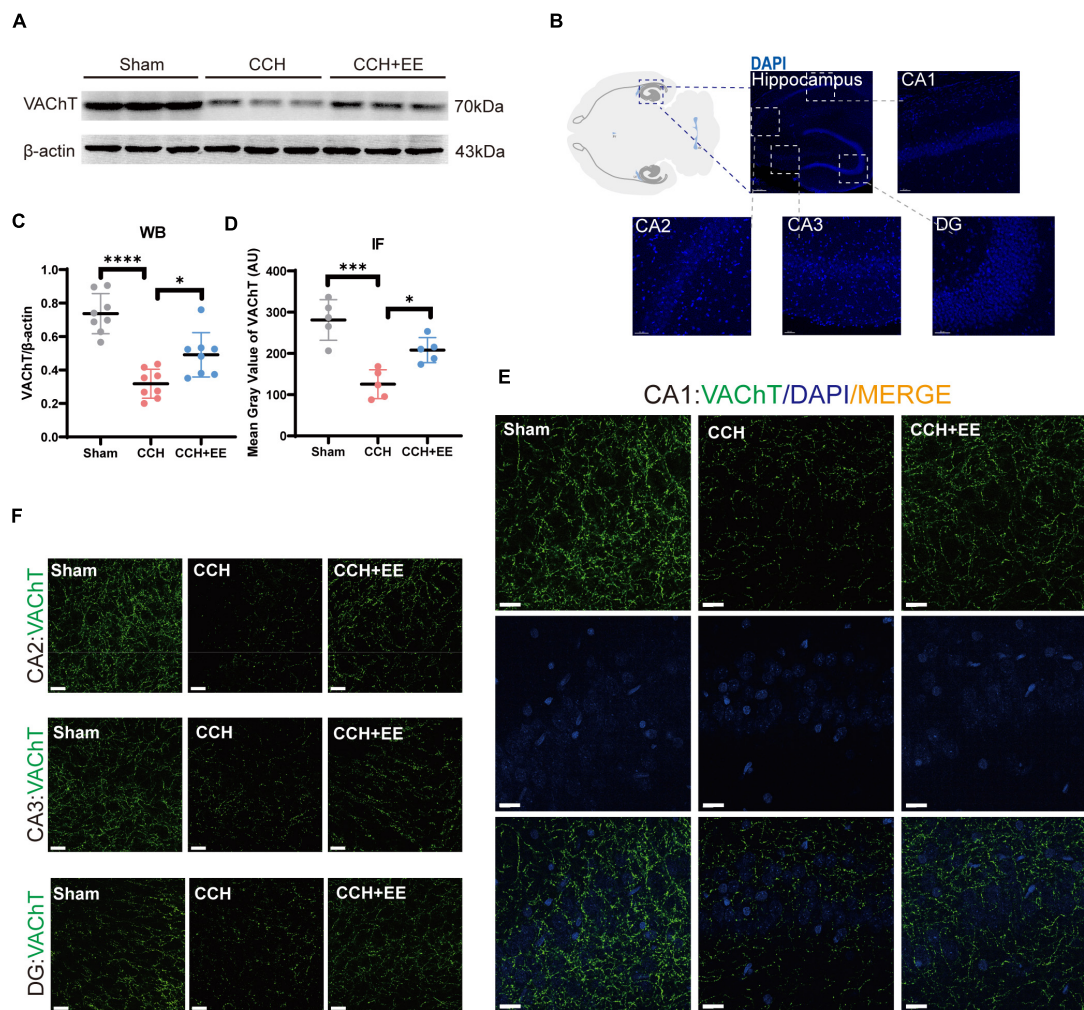 A
Sham CCH CCH+EE
VAChT 70kDa
β-actin 43kDa
B
DAPI
Hippocampus
CA1
CA2
CA3
DG
C
WB
VAChT/β-actin
1.0
0.8
0.6
0.4
0.2
0.0
****
*
Sham CCH CCH+EE
D
IF
Mean Gray Value of VAChT (AU)
400
300
200
100
0
***
*
Sham CCH CCH+EE
E
CA1:VAChT/DAPI/MERGE
Sham CCH CCH+EE
F
CA2:VAChT
Sham CCH CCH+EE
CA3:VAChT
Sham CCH CCH+EE
DG:VAChT
Sham CCH CCH+EE